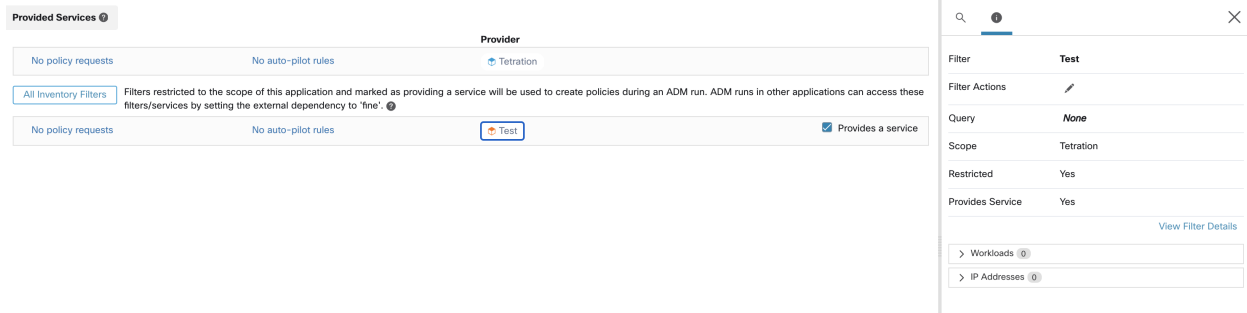 Provided Services ?
Provider
No policy requests No auto-pilot rules Tetration
All Inventory Filters Filters restricted to the scope of this application and marked as providing a service will be used to create policies during an ADM run. ADM runs in other applications can access these
filters/services by setting the external dependency to 'fine'. ?
No policy requests No auto-pilot rules Test Provides a service
Filter Test
Filter Actions
Query None
Scope Tetration
Restricted Yes
Provides Service Yes
View Filter Details
Workloads 0
IP Addresses 0